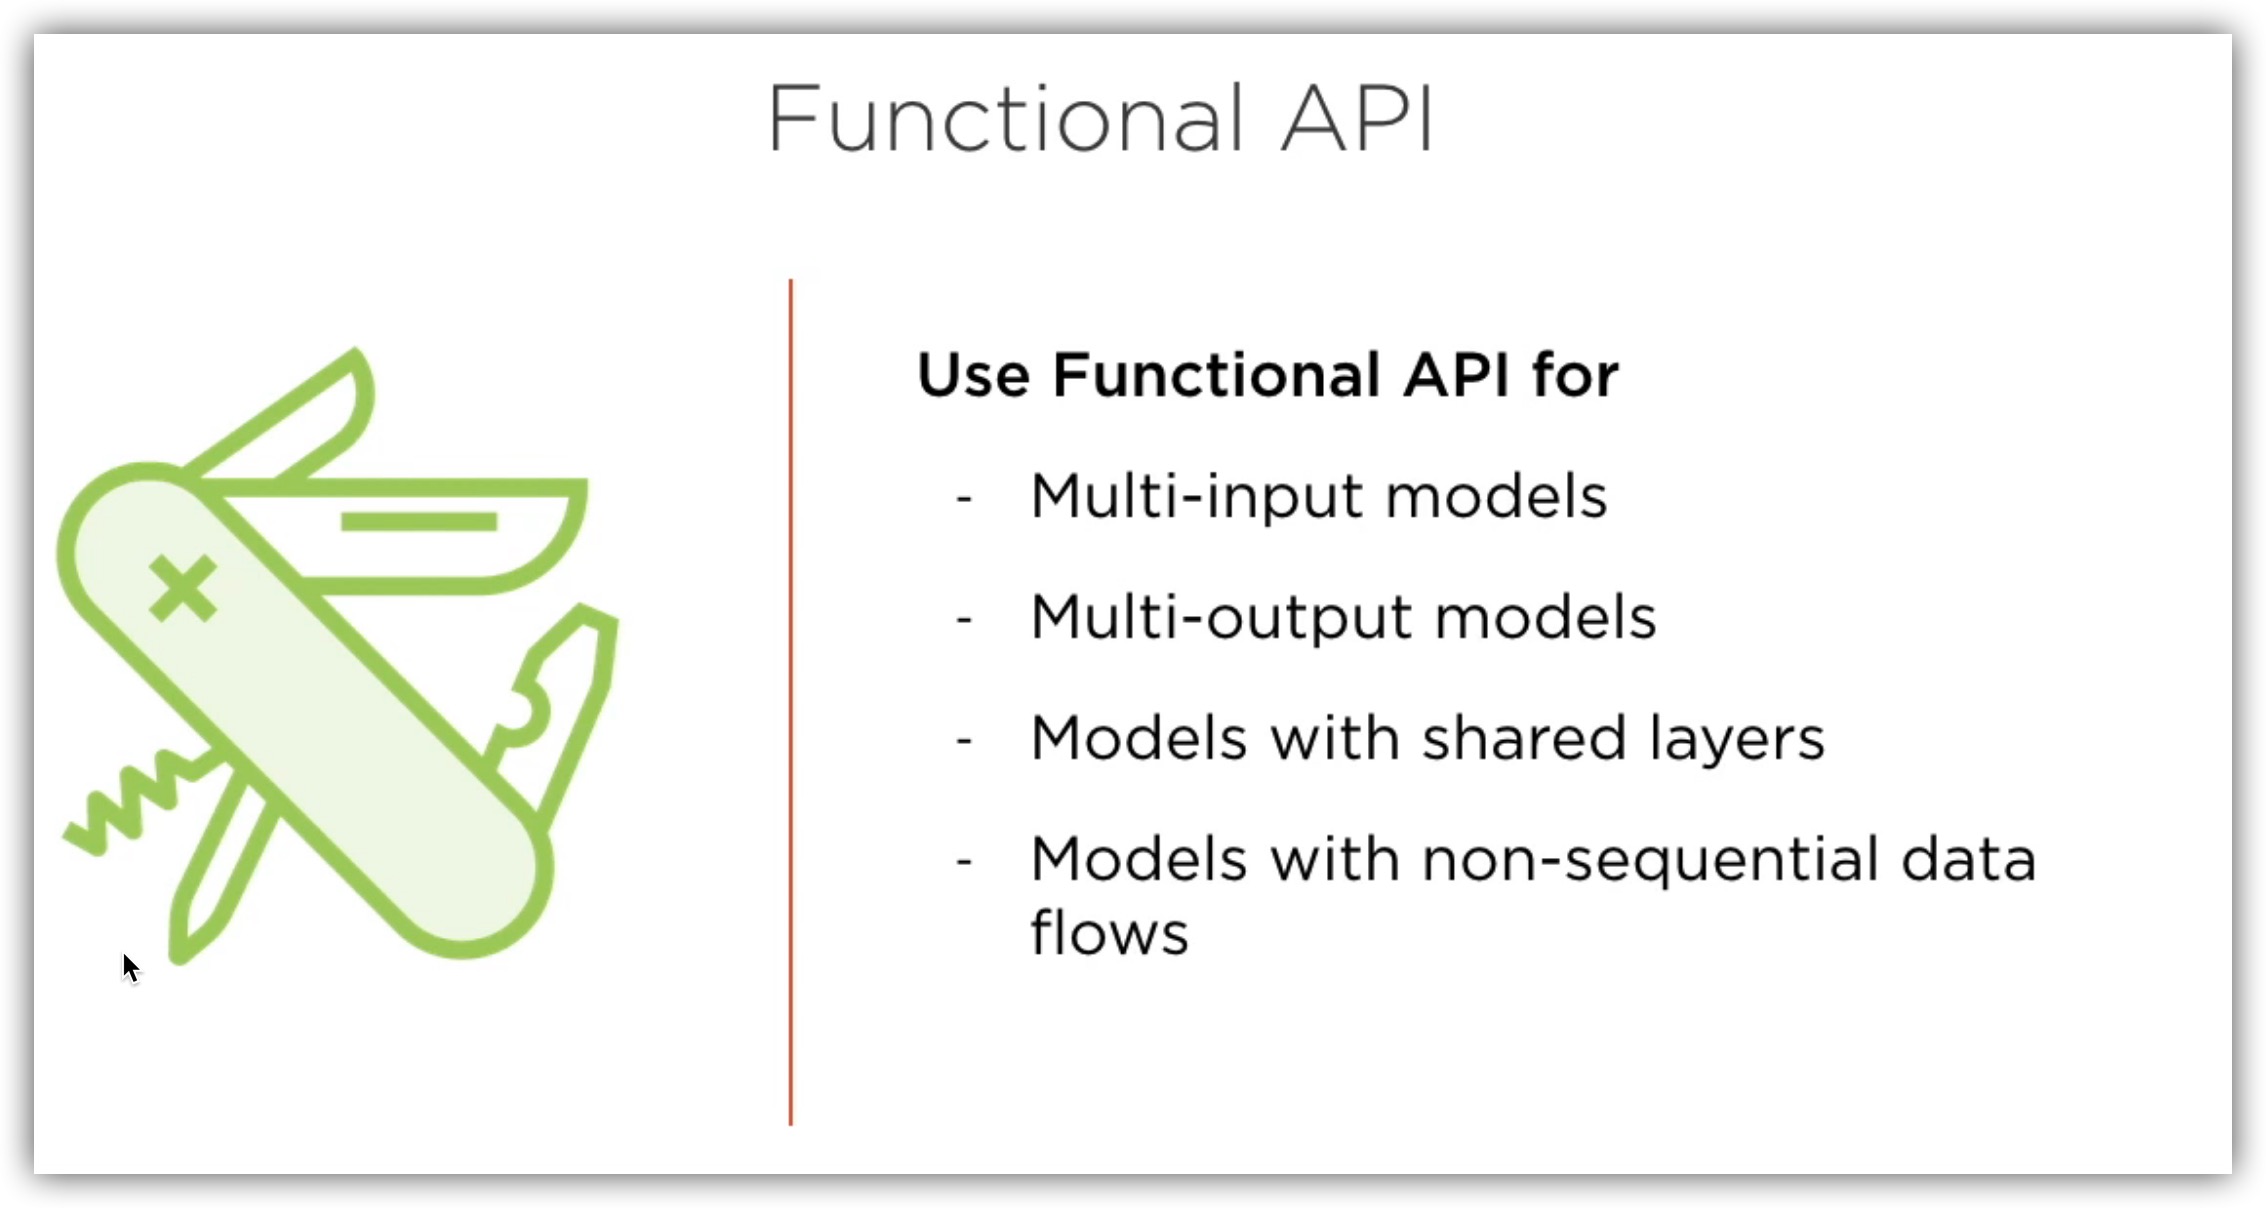 Functional API
Use Functional API for
- Multi-input models
- Multi-output models
- Models with shared layers
- Models with non-sequential data
flows